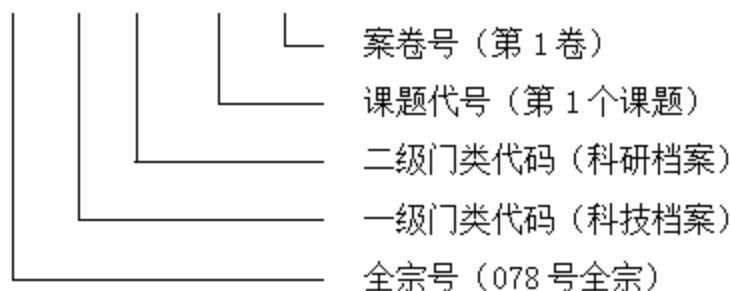 案卷号（第1卷）
课题代号（第1个课题）
二级门类代码（科研档案）
一级门类代码（科技档案）
全宗号（078号全宗）